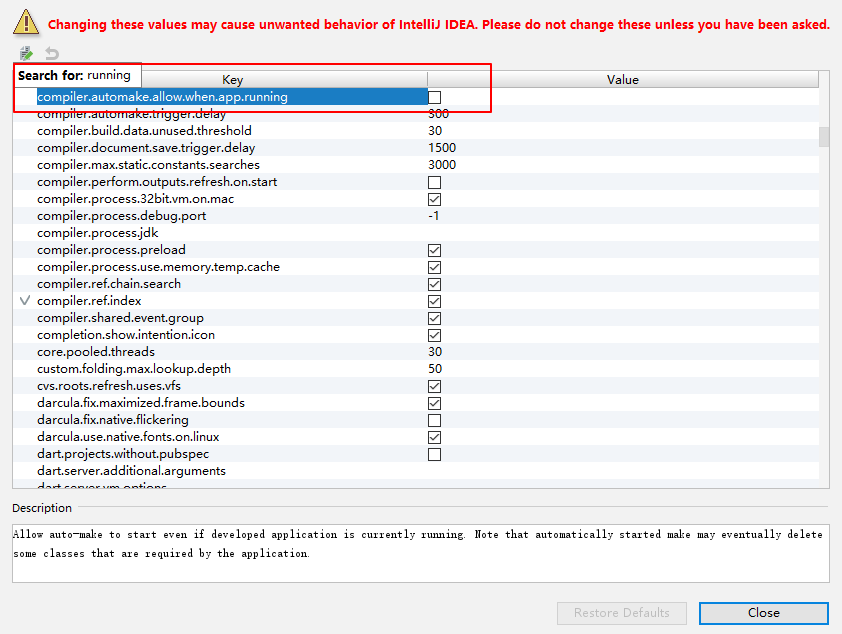 Changing these values may cause unwanted behavior of IntelliJ IDEA. Please do not change these unless you have been asked.
Search for: running
Key Value
compiler.automake.allow.when.app.running
compiler.automake.trigger.delay 300
compiler.build.data.unused.threshold 30
compiler.document.save.trigger.delay 1500
compiler.max.static.constants.searches 3000
compiler.perform.outputs.refresh.on.start
compiler.process.32bit.vm.on.mac
compiler.process.debug.port -1
compiler.process.jdk
compiler.process.preload
compiler.process.use.memory.temp.cache
compiler.ref.chain.search
compiler.ref.index
compiler.shared.event.group
completion.show.intention.icon
core.pooled.threads 30
custom.folding.max.lookup.depth 50
cvs.roots.refresh.uses.vfs
darcula.fix.maximized.frame.bounds
darcula.fix.native.flickering
darcula.use.native.fonts.on.linux
dart.projects.without.pubspec
dart.server.additional.arguments
dart.server.vm.options
Description
Allow auto-make to start even if developed application is currently running. Note that automatically started make may eventually delete
some classes that are required by the application.
Restore Defaults Close